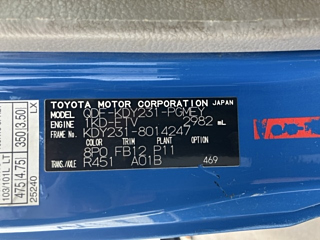 TOYOTA MOTOR CORPORATION JAPAN
MODEL QDF-KDY231-PGMEY
ENGINE 1KD-FTV 2982 mL
FRAME No. KDY231-8014247
COLOR TRIM PLANT
8P0 FB12 P11
TRANS./AXLE R451 A01B 469
LX
350(3.50)
475(4.75)
103/101L LT
25240